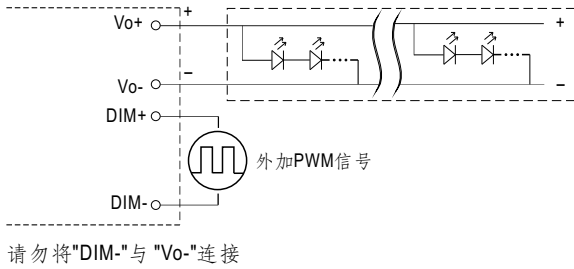 Vo+ + +
Vo- − −
DIM+
外加PWM信号
DIM-
请勿将"DIM-"与 "Vo-"连接